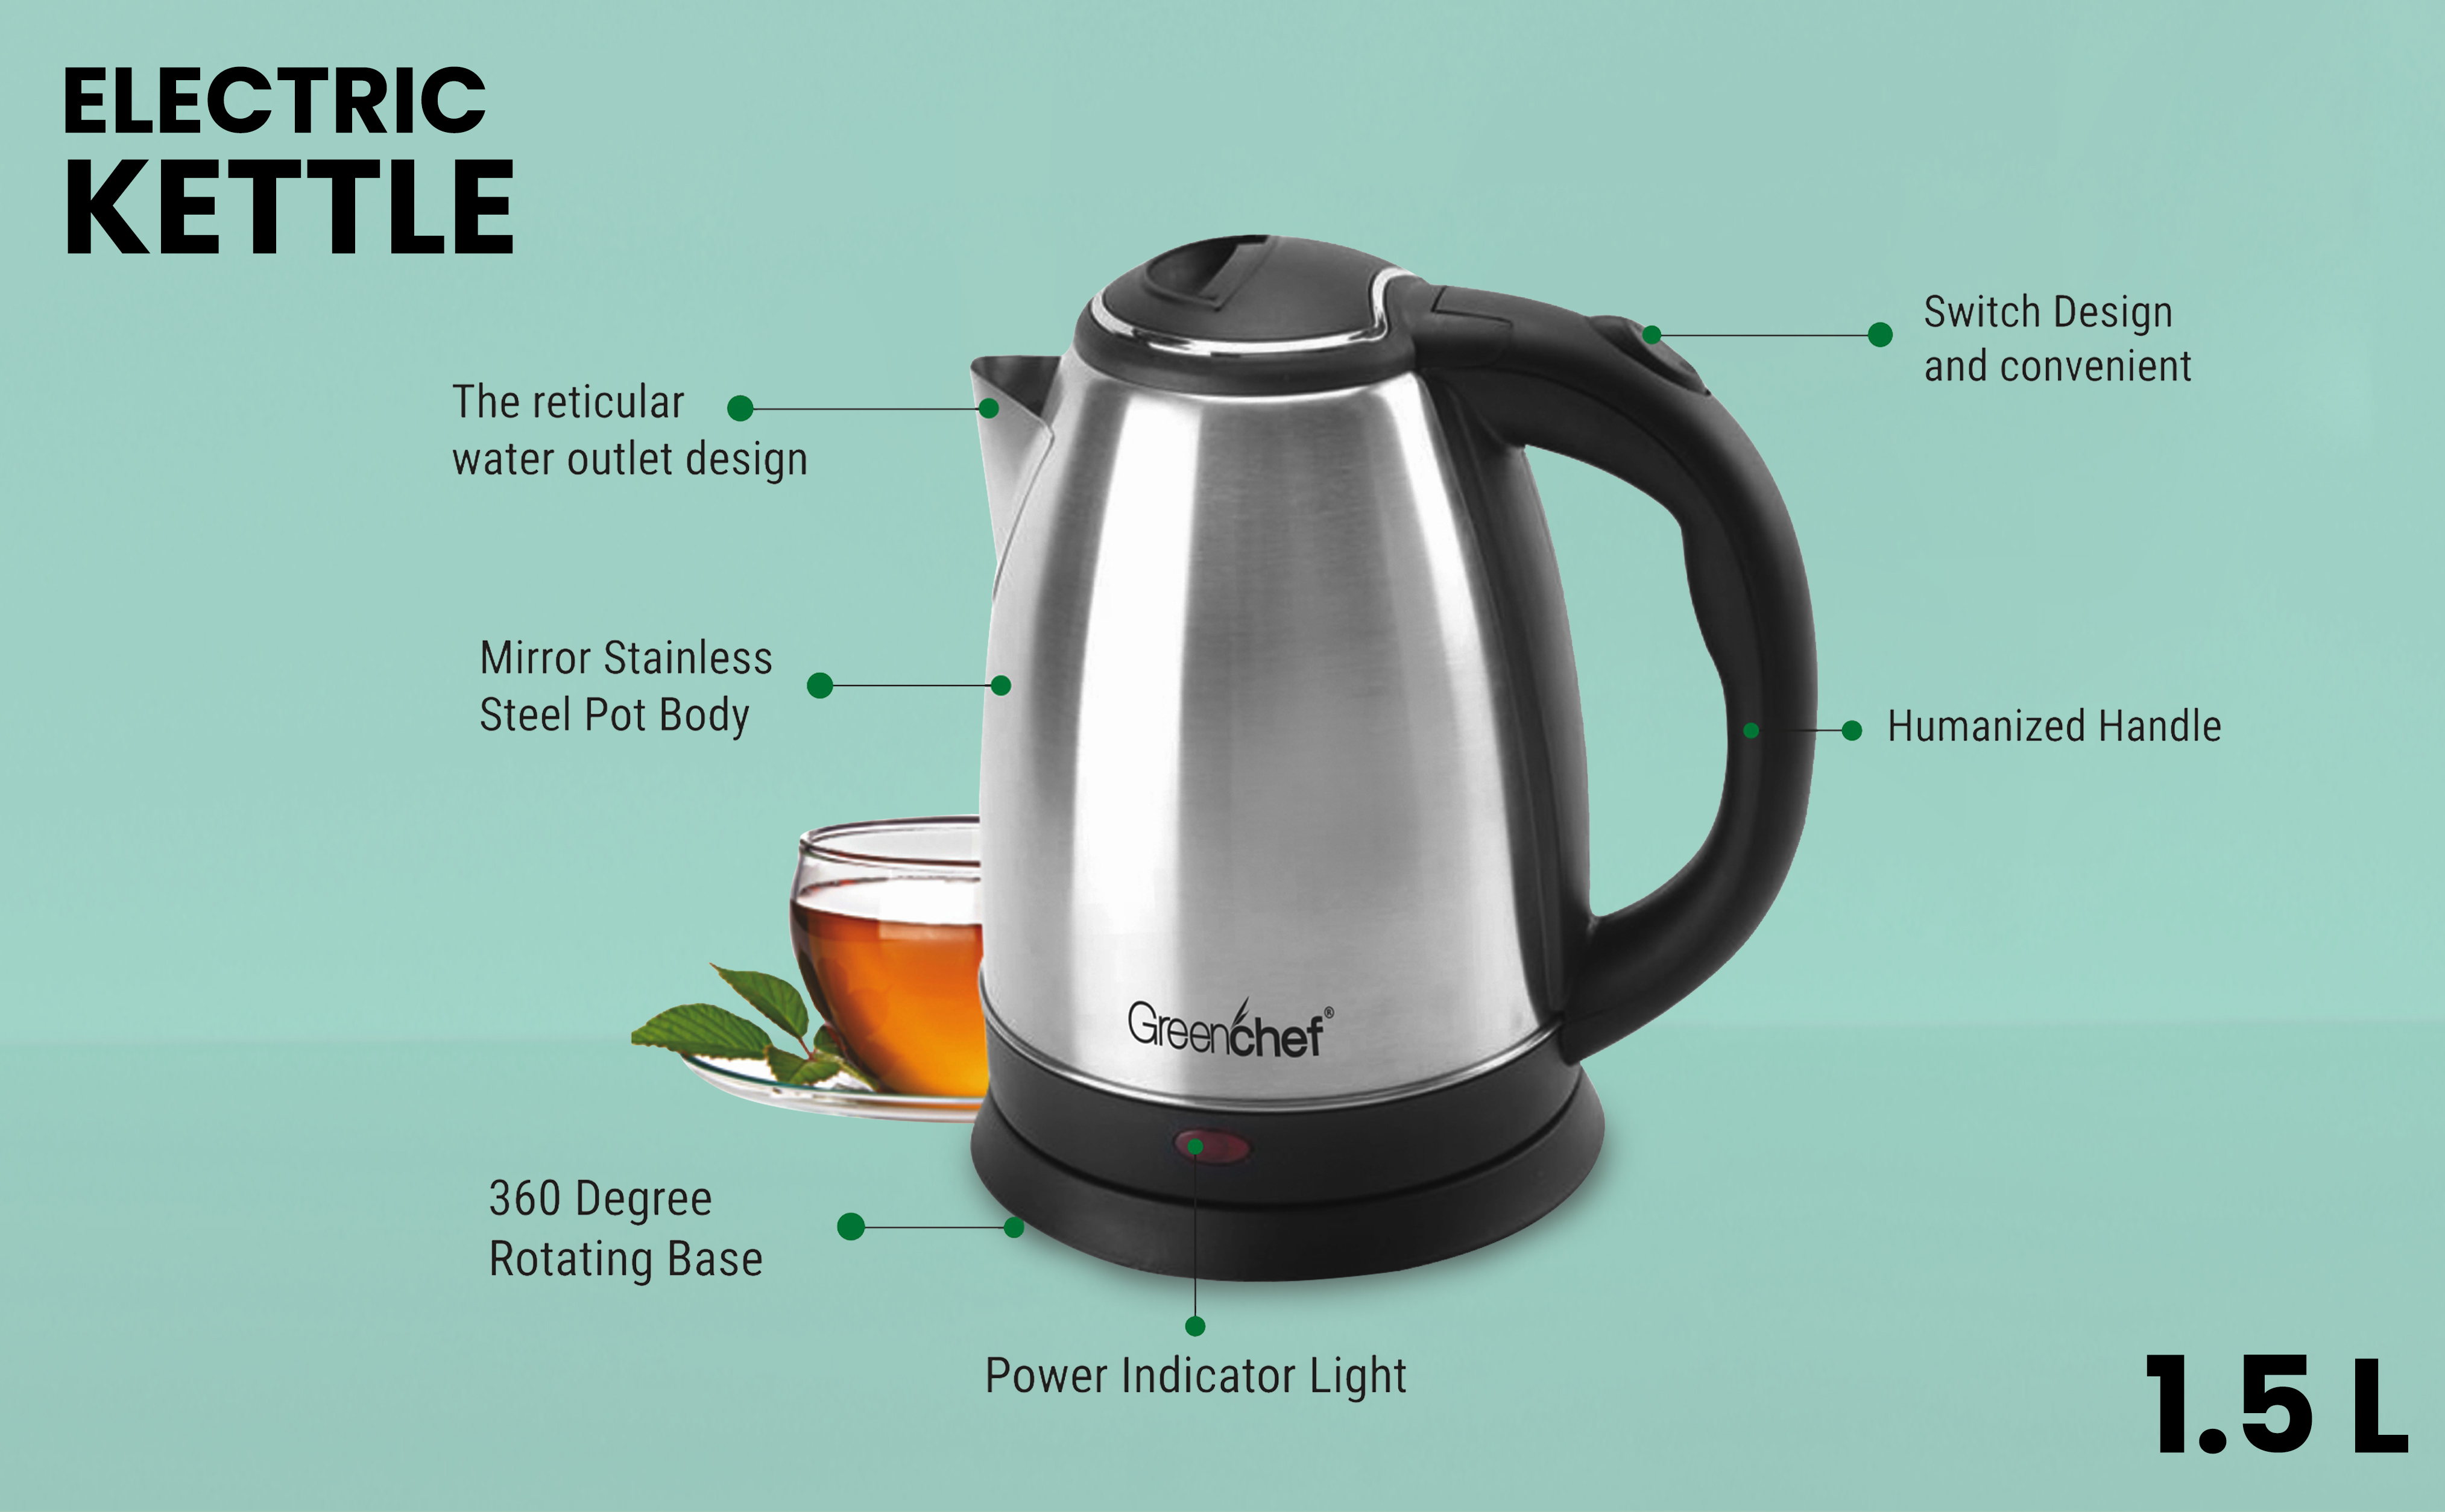 ELECTRIC
KETTLE
Switch Design
and convenient
The reticular
water outlet design
Mirror Stainless
Steel Pot Body
Humanized Handle
Greenchef®
360 Degree
Rotating Base
Power Indicator Light
1.5 L